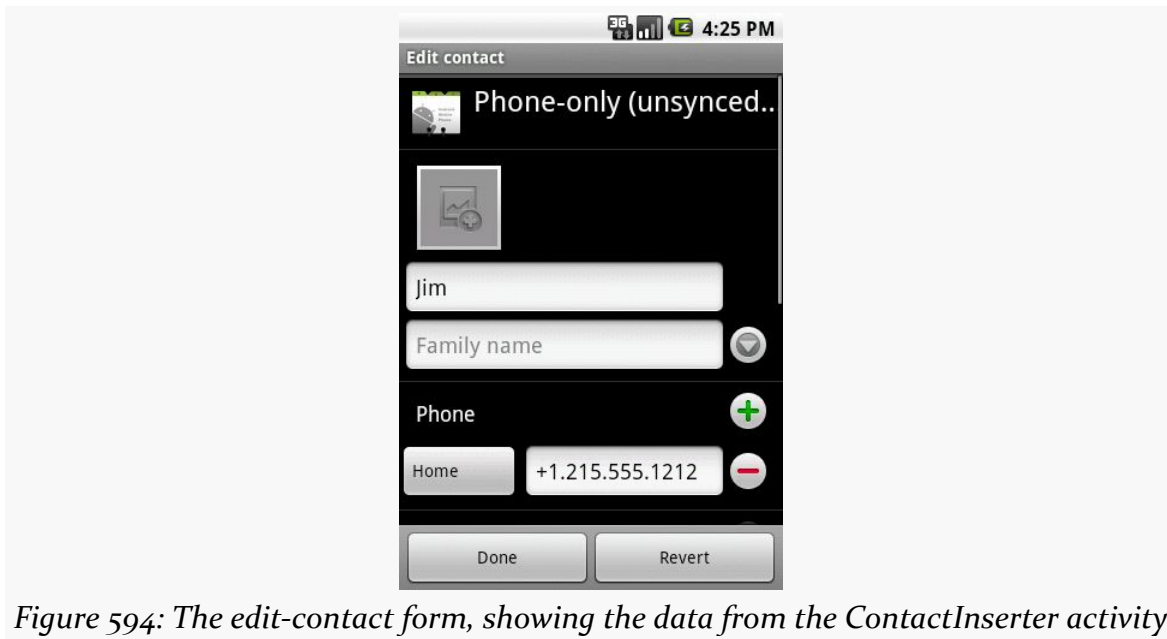 3G 4:25 PM
Edit contact
Phone-only (unsynced..
Jim
Family name
Phone
Home +1.215.555.1212
Done Revert
Figure 594: The edit-contact form, showing the data from the ContactInserter activity